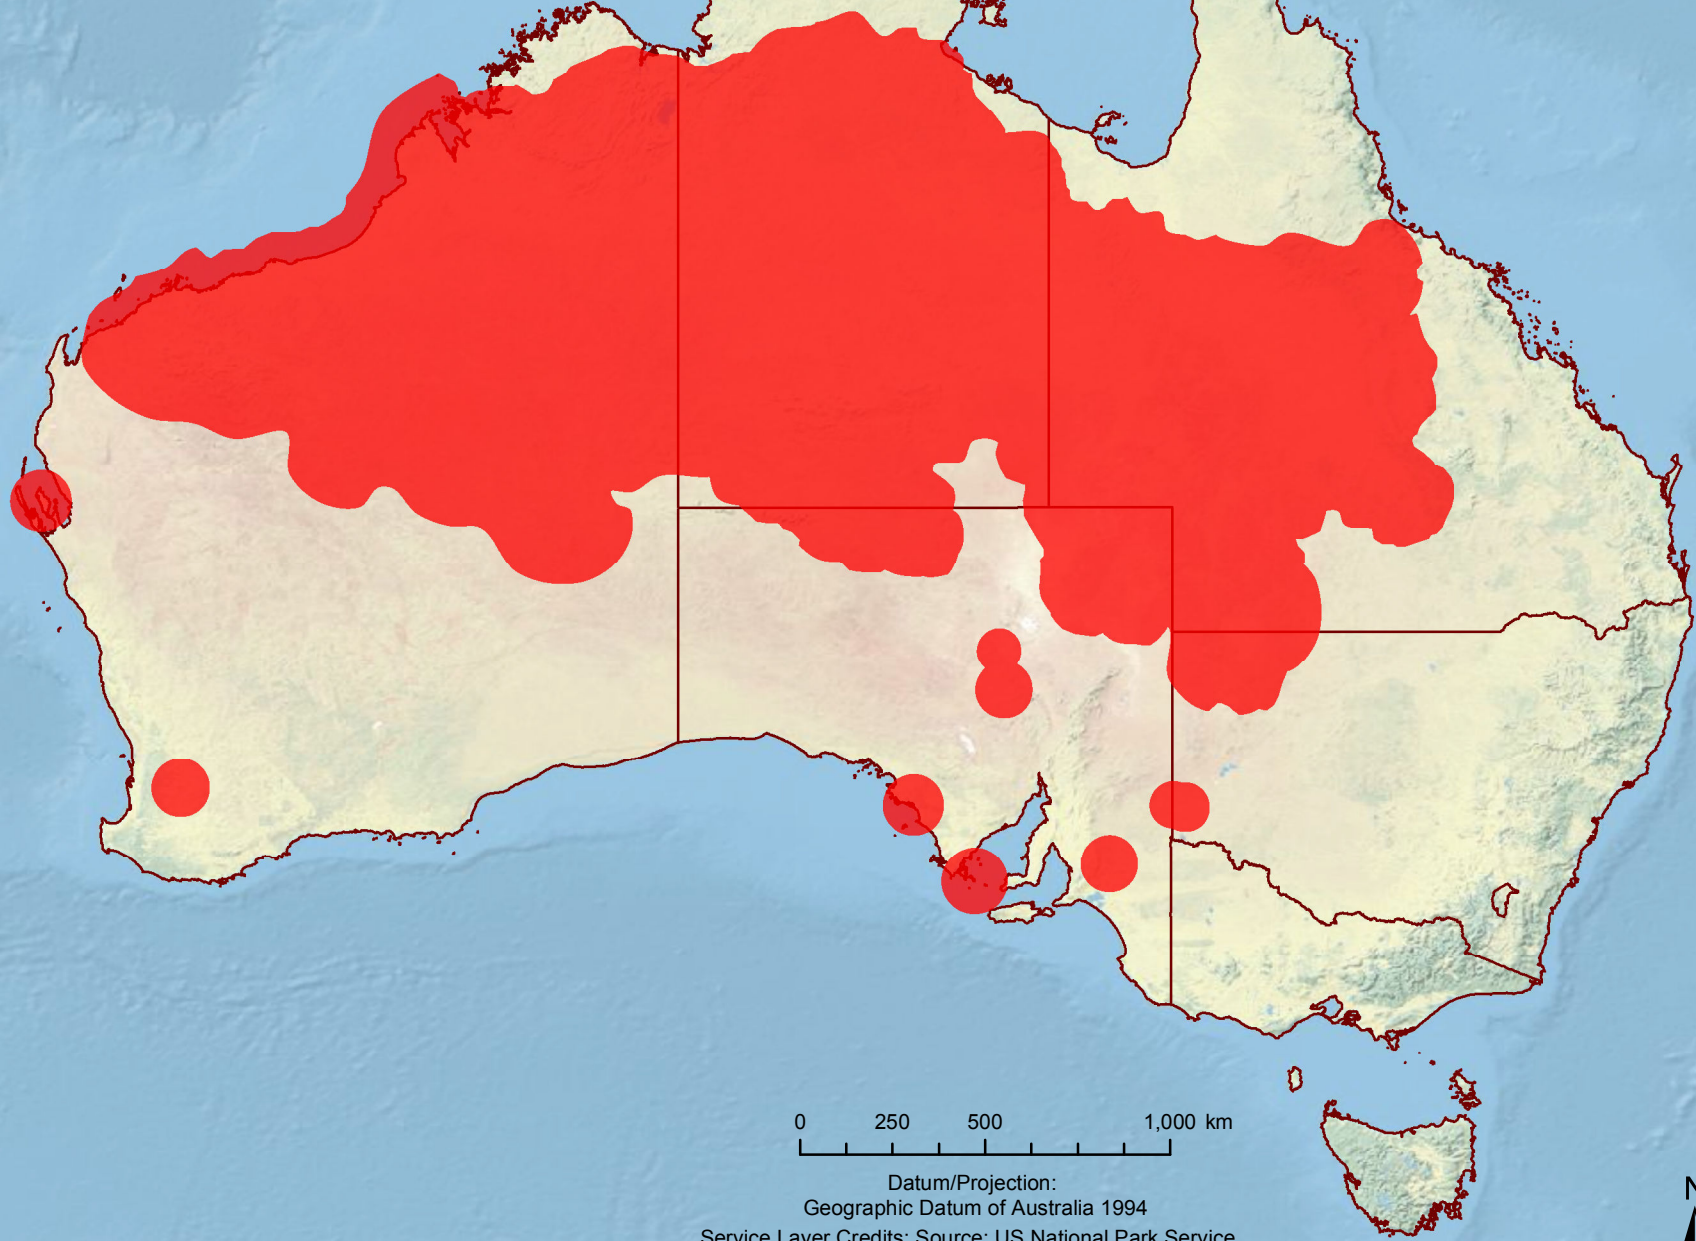 0 250 500 1,000 km
Datum/Projection:
Geographic Datum of Australia 1994
Service Layer Credits: Source: US National Park Service
N